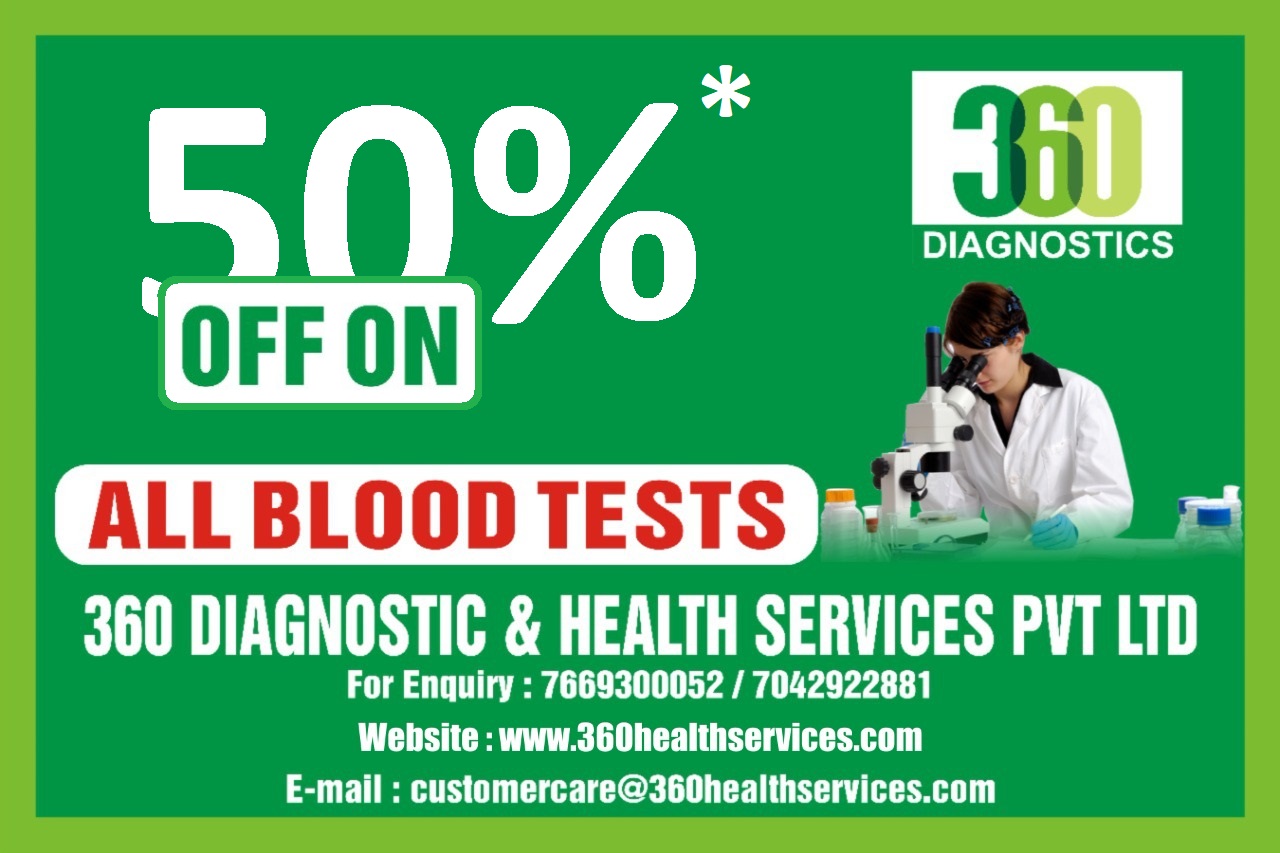 50%*
OFF ON
ALL BLOOD TESTS
360
DIAGNOSTICS
360 DIAGNOSTIC & HEALTH SERVICES PVT LTD
For Enquiry : 7669300052 / 7042922881
Website : www.360healthservices.com
E-mail : customercare@360healthservices.com